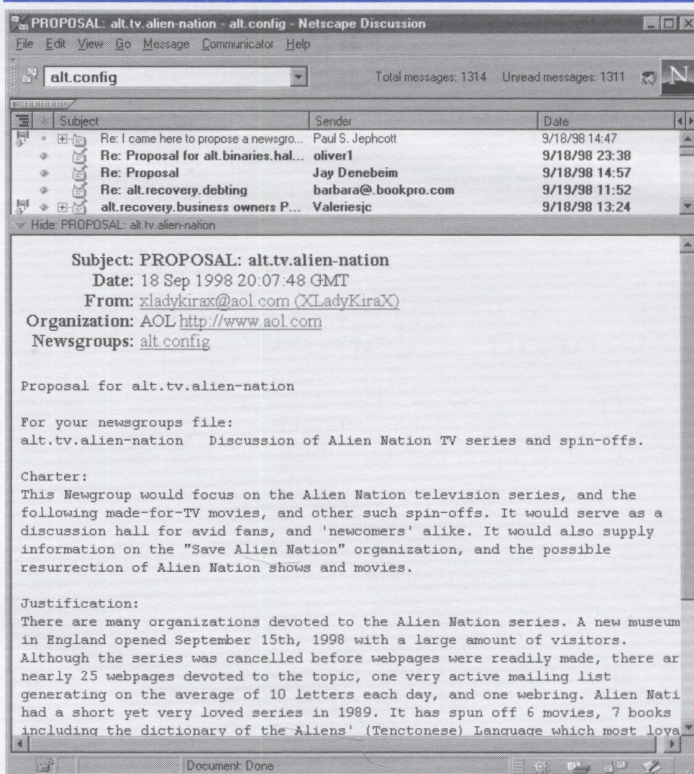 PROPOSAL: alt.tv.alien-nation - alt.config - Netscape Discussion
File Edit View Go Message Communicator Help
alt.config Total messages: 1314 Unread messages: 1311 N
Subject Sender Date
Re: I came here to propose a newsgro... Paul S. Jephcott 9/18/98 14:47
Re: Proposal for alt.binaries.hal... oliver1 9/18/98 23:38
Re: Proposal Jay Denebeim 9/18/98 14:57
Re: alt.recovery.debting barbara@.bookpro.com 9/19/98 11:52
alt.recovery.business owners P... Valeriesjc 9/18/98 13:24
Hide: PROPOSAL: alt.tv.alien-nation
Subject: PROPOSAL: alt.tv.alien-nation
Date: 18 Sep 1998 20:07:48 GMT
From: xladykirax@aol.com (XLadyKiraX)
Organization: AOL http://www.aol.com
Newsgroups: alt.config
Proposal for alt.tv.alien-nation
For your newsgroups file:
alt.tv.alien-nation Discussion of Alien Nation TV series and spin-offs.
Charter:
This Newgroup would focus on the Alien Nation television series, and the
following made-for-TV movies, and other such spin-offs. It would serve as a
discussion hall for avid fans, and 'newcomers' alike. It would also supply
information on the "Save Alien Nation" organization, and the possible
resurrection of Alien Nation shows and movies.
Justification:
There are many organizations devoted to the Alien Nation series. A new museum
in England opened September 15th, 1998 with a large amount of visitors.
Although the series was cancelled before webpages were readily made, there ar
nearly 25 webpages devoted to the topic, one very active mailing list
generating on the average of 10 letters each day, and one webring. Alien Nati
had a short yet very loved series in 1989. It has spun off 6 movies, 7 books
including the dictionary of the Aliens' (Tenctonese) Language which most loya
Document: Done